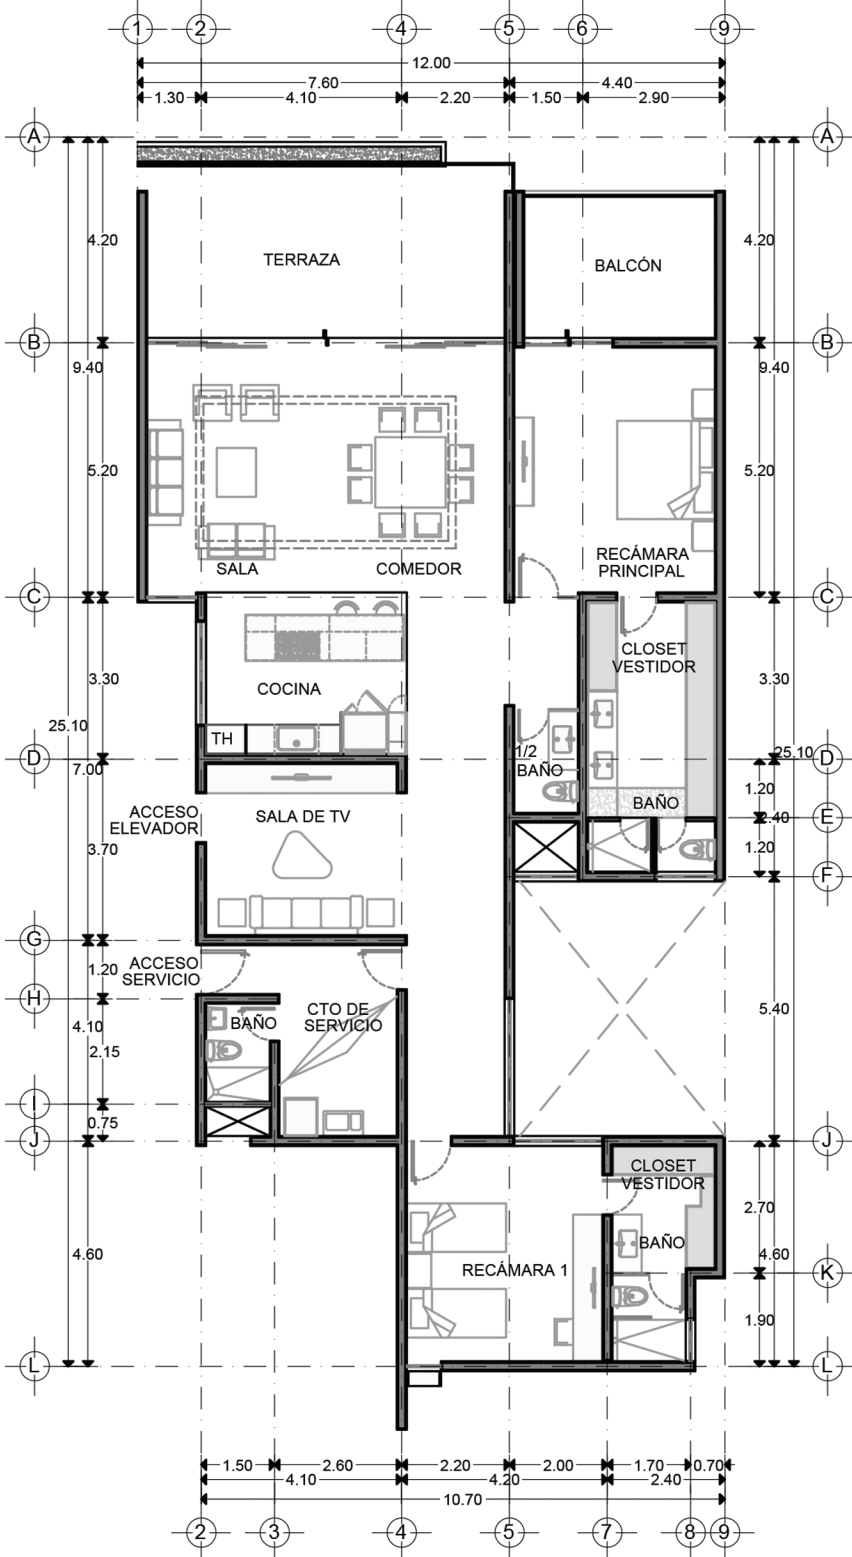 1 2 4 5 6 9
12.00
7.60 4.40
1.30 4.10 2.20 1.50 2.90
A A
4.20 4.20
TERRAZA
BALCÓN
B B
9.40 9.40
5.20 5.20
RECÁMARA
PRINCIPAL
SALA COMEDOR
C C
CLOSET
VESTIDOR
3.30 3.30
COCINA
25.10 25.10
TH
1/2
BAÑO
D D
7.00
1.20
BAÑO
ACCESO
ELEVADOR
SALA DE TV
E
2.40
3.70
1.20
F
G
ACCESO
SERVICIO
1.20
H
CTO DE
SERVICIO
BAÑO
5.40
4.10
2.15
I
0.75
J J
CLOSET
VESTIDOR
2.70
BAÑO
4.60 4.60
RECÁMARA 1
K
1.90
L L
1.50 2.60 2.20 2.00 1.70 0.70
4.10 4.20 2.40
10.70
2 3 4 5 7 8 9